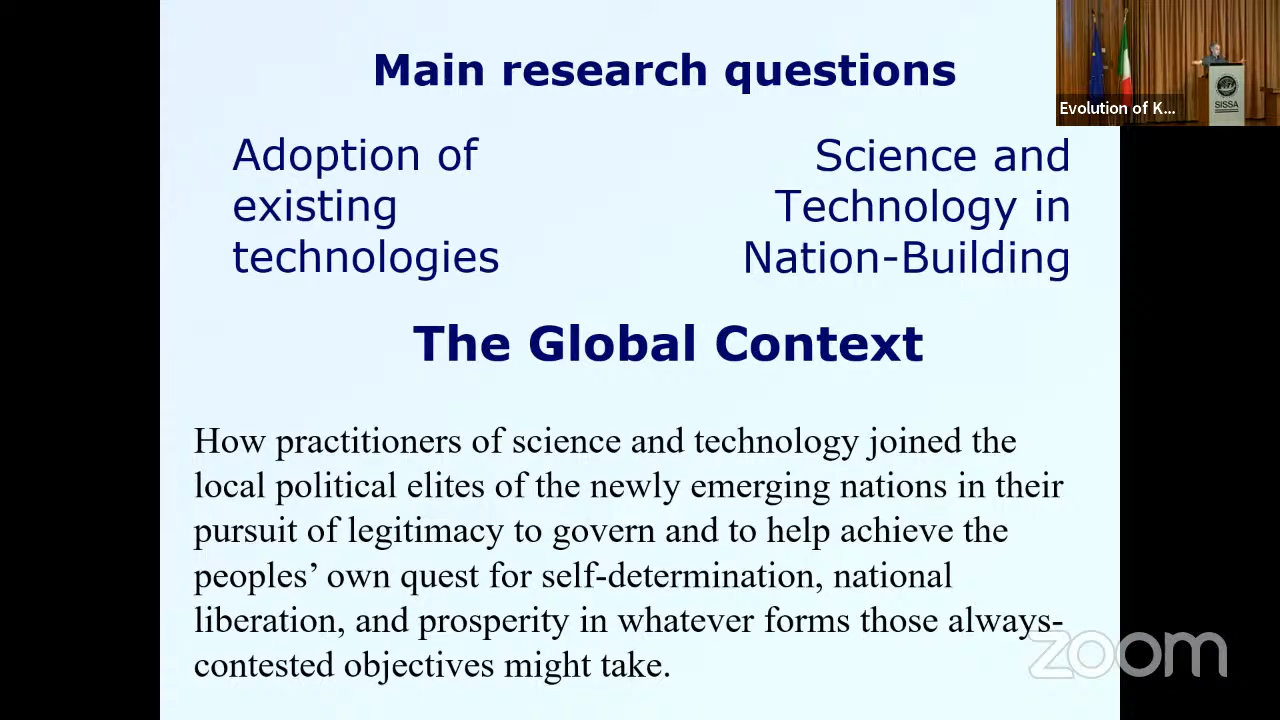 Main research questions
Adoption of
existing
technologies
Science and
Technology in
Nation-Building
The Global Context
How practitioners of science and technology joined the
local political elites of the newly emerging nations in their
pursuit of legitimacy to govern and to help achieve the
peoples’ own quest for self-determination, national
liberation, and prosperity in whatever forms those always-
contested objectives might take.
Evolution of K...
SISSA
zoom